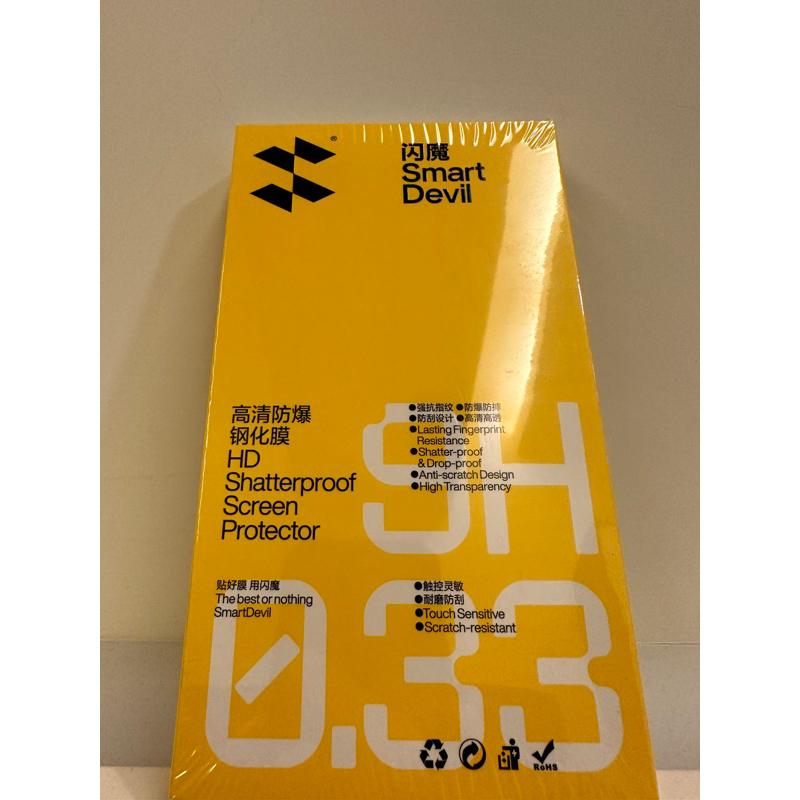 ®
闪魔
Smart
Devil
高清防爆
钢化膜
HD
Shatterproof
Screen
Protector
9H
●强抗指纹 ●防爆防摔
●防刮设计 ●高清高透
●Lasting Fingerprint
Resistance
●Shatter-proof
& Drop-proof
●Anti-scratch Design
●High Transparency
贴好膜 用闪魔
The best or nothing
SmartDevil
●触控灵敏
●耐磨防刮
●Touch Sensitive
●Scratch-resistant
0.33
RoHS